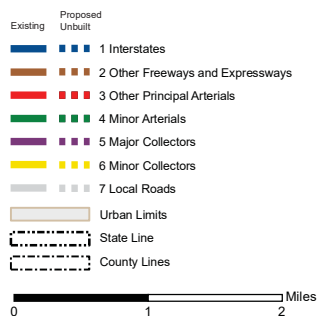 Existing
Proposed
Unbuilt
1 Interstates
2 Other Freeways and Expressways
3 Other Principal Arterials
4 Minor Arterials
5 Major Collectors
6 Minor Collectors
7 Local Roads
Urban Limits
State Line
County Lines
Miles
0 1 2